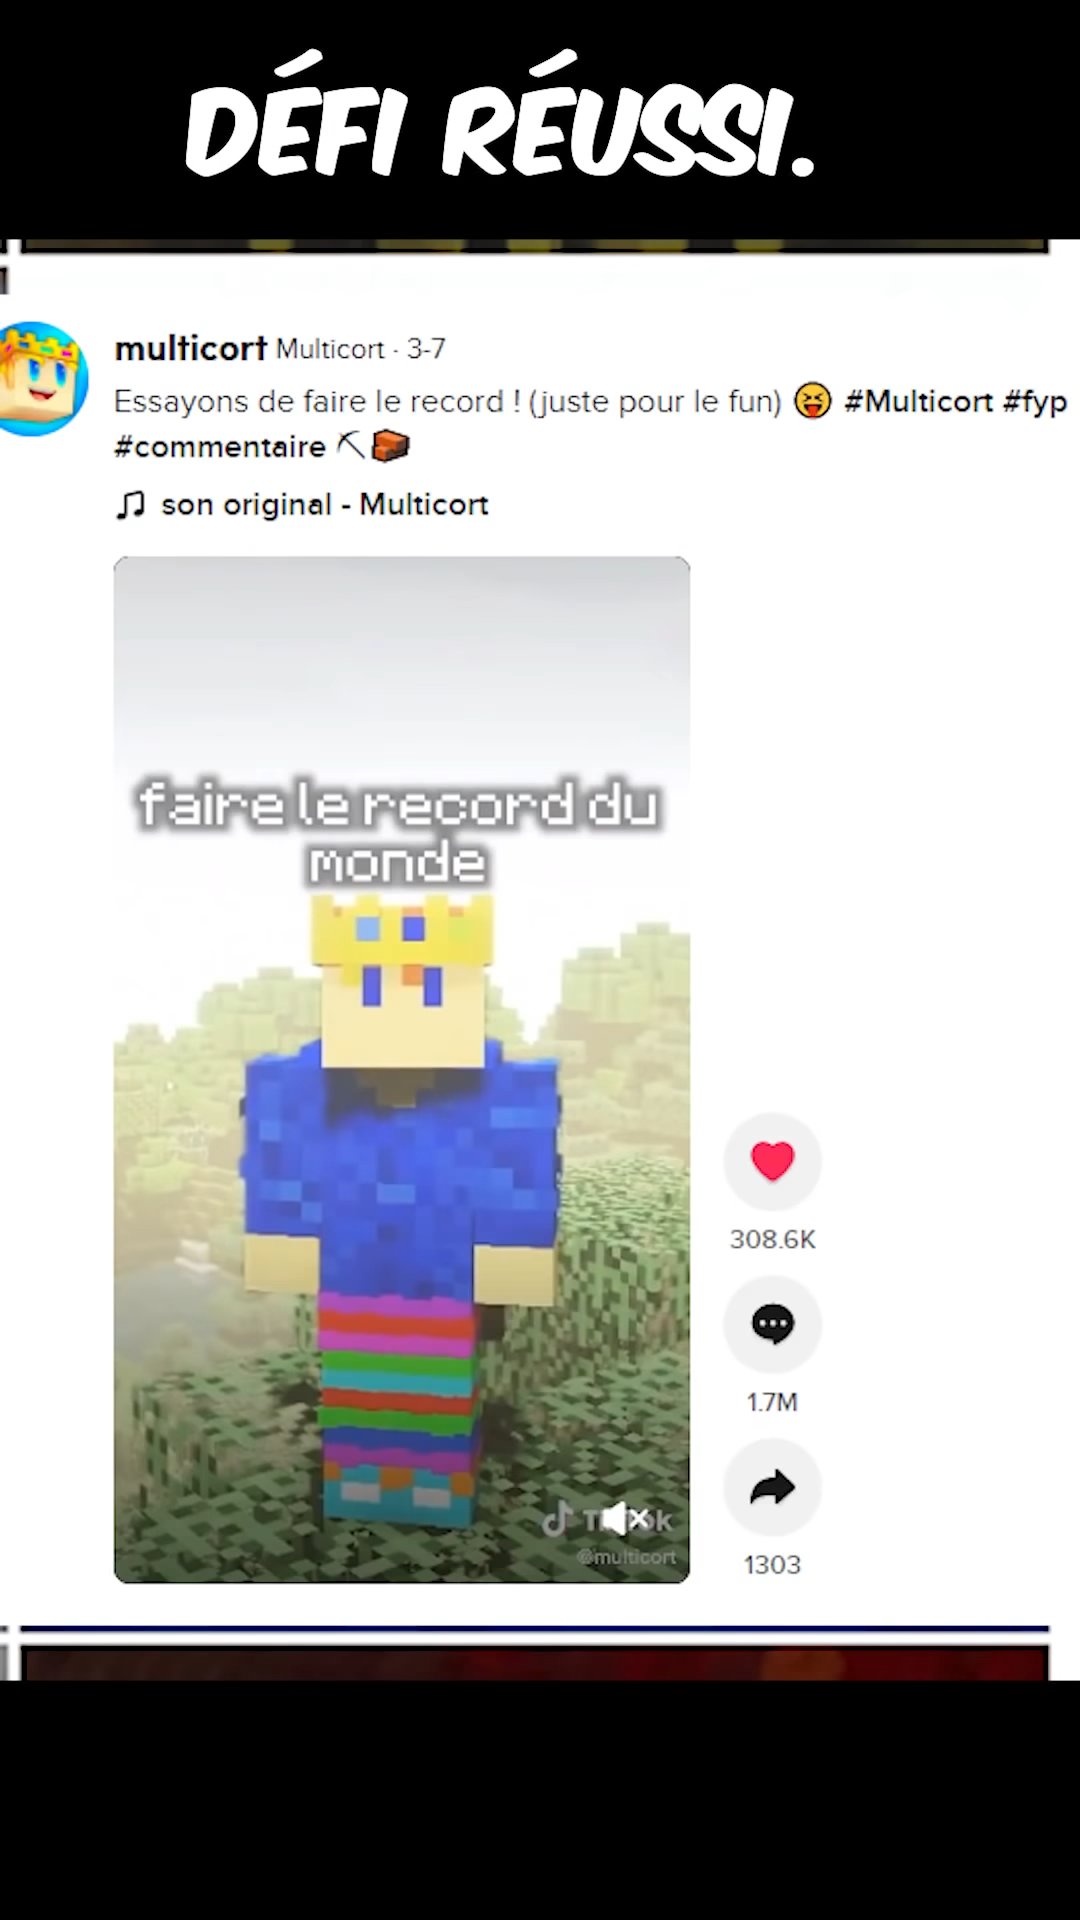 DÉFI RÉUSSI.
multicort Multicort · 3-7
Essayons de faire le record ! (juste pour le fun) 😝 #Multicort #fyp
#commentaire ⛏🧱
son original - Multicort
faire le record du
monde
308.6K
1.7M
1303
@multicort